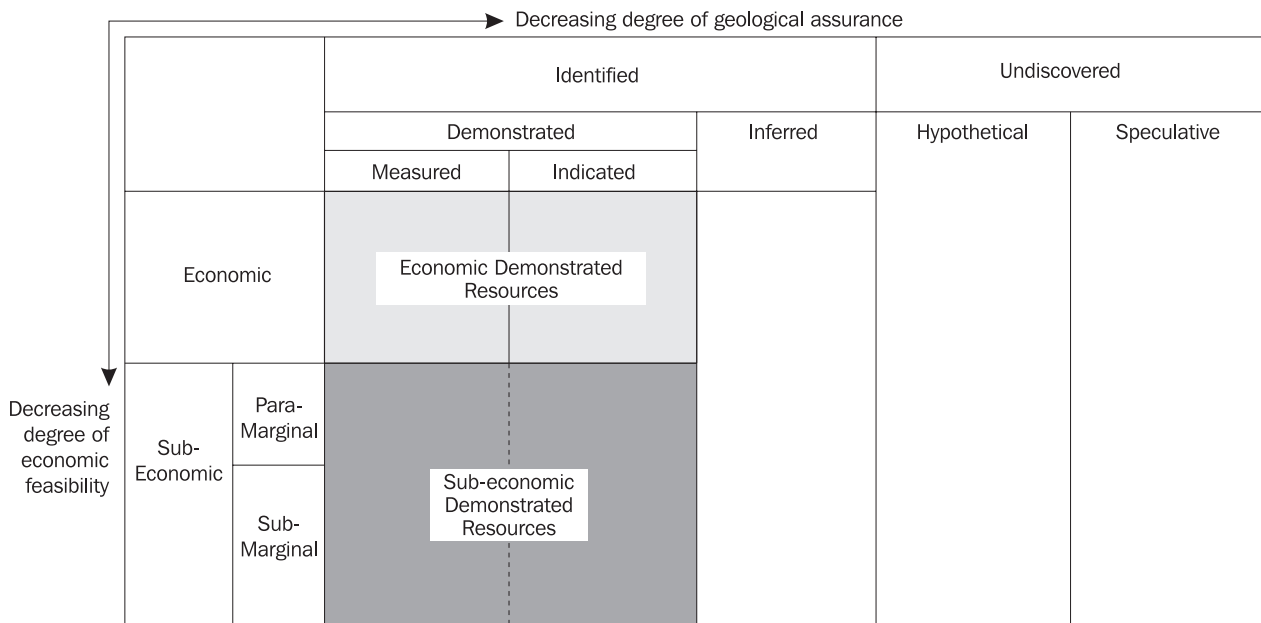 Decreasing degree of geological assurance
Identified
Undiscovered
Demonstrated
Inferred
Hypothetical
Speculative
Measured
Indicated
Economic
Economic Demonstrated
Resources
Decreasing
degree of
economic
feasibility
Sub-
Economic
Para-
Marginal
Sub-
Marginal
Sub-economic
Demonstrated
Resources